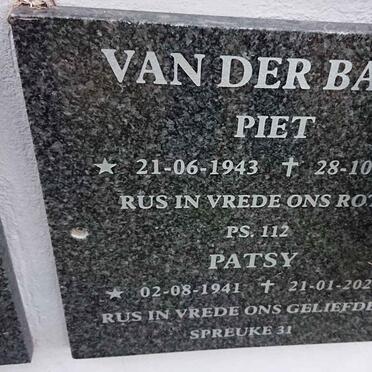 VAN DER BA
PIET
★ 21-06-1943 ✝ 28-10
RUS IN VREDE ONS ROT
PS. 112
PATSY
★ 02-08-1941 ✝ 21-01-202
RUS IN VREDE ONS GELIEFDE
SPREUKE 31